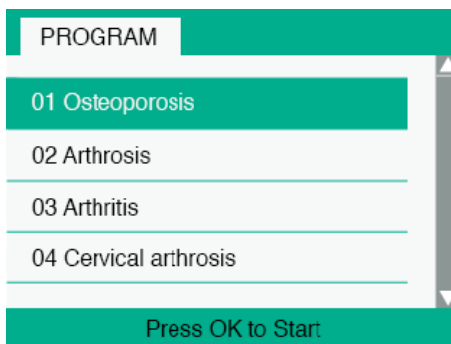 PROGRAM
01 Osteoporosis
02 Arthrosis
03 Arthritis
04 Cervical arthrosis
Press OK to Start